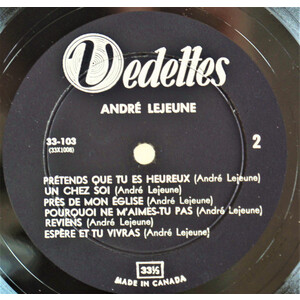 Vedettes
ANDRÉ LEJEUNE
33-103
(33X1008)
2
PRÉTENDS QUE TU ES HEUREUX (André Lejeune)
UN CHEZ SOI (André Lejeune)
PRÈS DE MON ÉGLISE (André Lejeune)
POURQUOI NE M'AIMES-TU PAS (André Lejeune)
REVIENS (André Lejeune)
ESPÈRE ET TU VIVRAS (André Lejeune)
33⅓
MADE IN CANADA